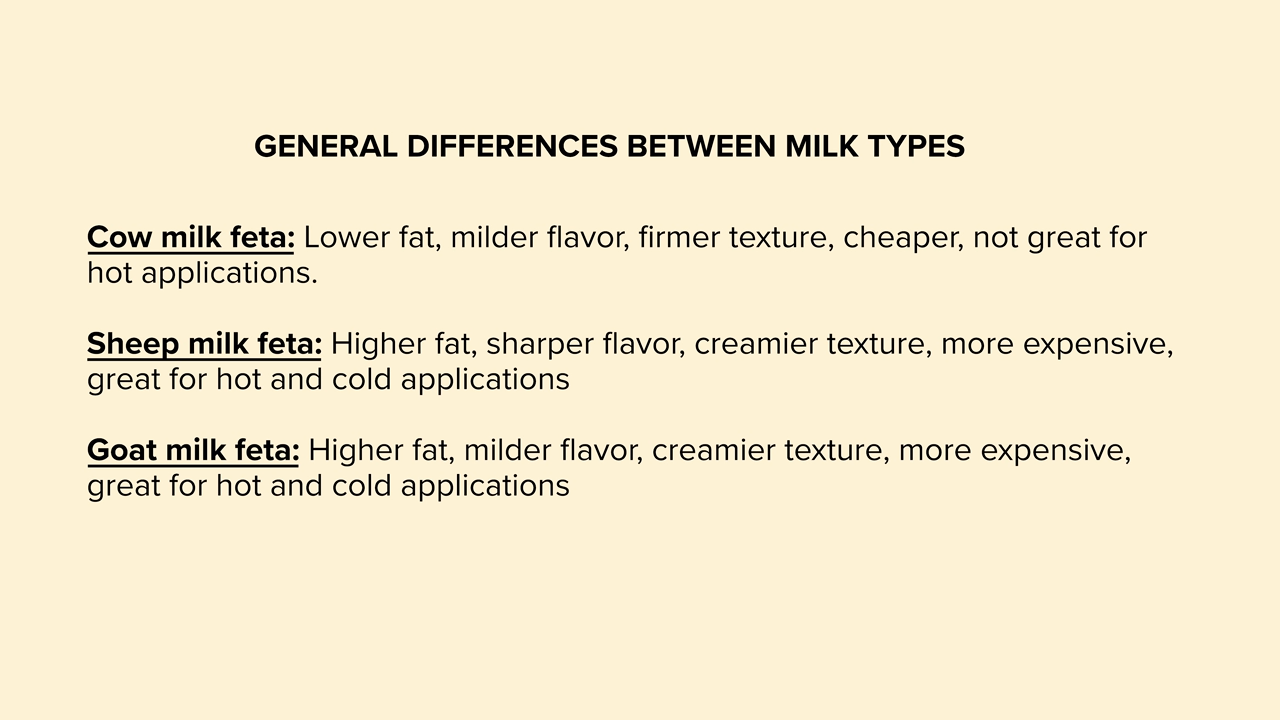 GENERAL DIFFERENCES BETWEEN MILK TYPES
Cow milk feta: Lower fat, milder flavor, firmer texture, cheaper, not great for
hot applications.
Sheep milk feta: Higher fat, sharper flavor, creamier texture, more expensive,
great for hot and cold applications
Goat milk feta: Higher fat, milder flavor, creamier texture, more expensive,
great for hot and cold applications